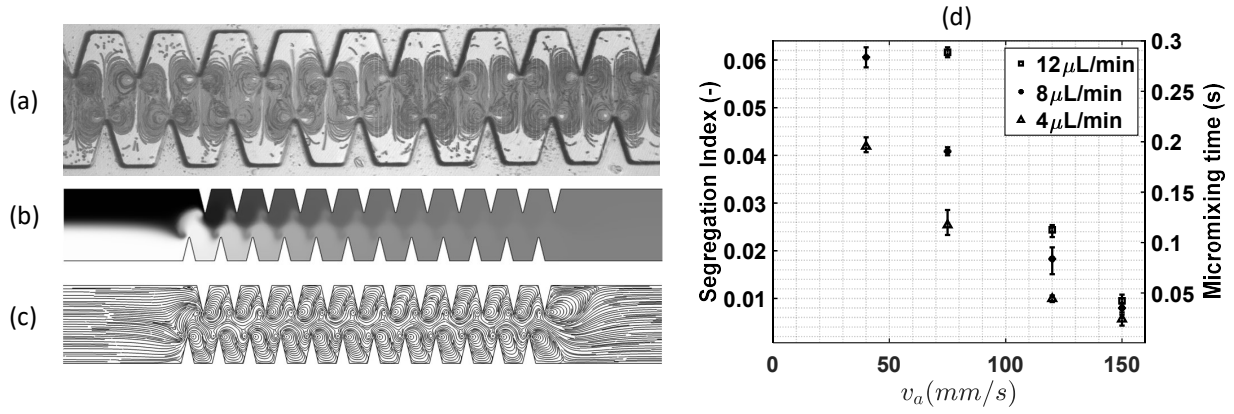 (a)
(b)
(c)
(d)
Segregation Index (-)
0.06
0.05
0.04
0.03
0.02
0.01
0 50 100 150
v_a(mm/s)
0.3
0.25
0.2
0.15
0.1
0.05
Micromixing time (s)
12μL/min
8μL/min
4μL/min